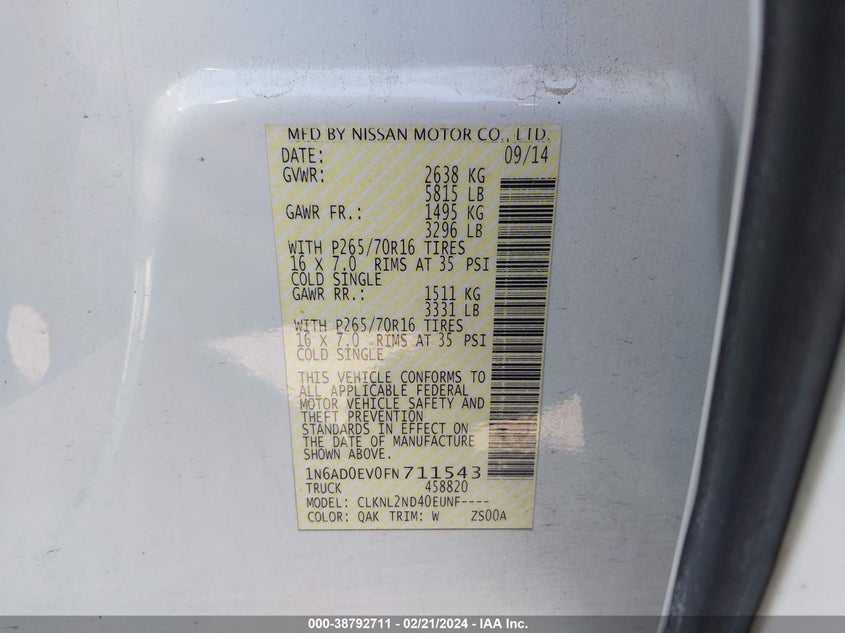 MFD BY NISSAN MOTOR CO., LTD.
DATE: 09/14
GVWR: 2638 KG
5815 LB
GAWR FR.: 1495 KG
3296 LB
WITH P265/70R16 TIRES
16 X 7.0 RIMS AT 35 PSI
COLD SINGLE
GAWR RR.: 1511 KG
3331 LB
WITH P265/70R16 TIRES
16 X 7.0 RIMS AT 35 PSI
COLD SINGLE
THIS VEHICLE CONFORMS TO
ALL APPLICABLE FEDERAL
MOTOR VEHICLE SAFETY AND
THEFT PREVENTION
STANDARDS IN EFFECT ON
THE DATE OF MANUFACTURE
SHOWN ABOVE.
1N6AD0EV0FN711543
TRUCK 458820
MODEL: CLKNL2ND40EUNF----
COLOR: QAK TRIM: W ZS00A
000-38792711 - 02/21/2024 - IAA Inc.